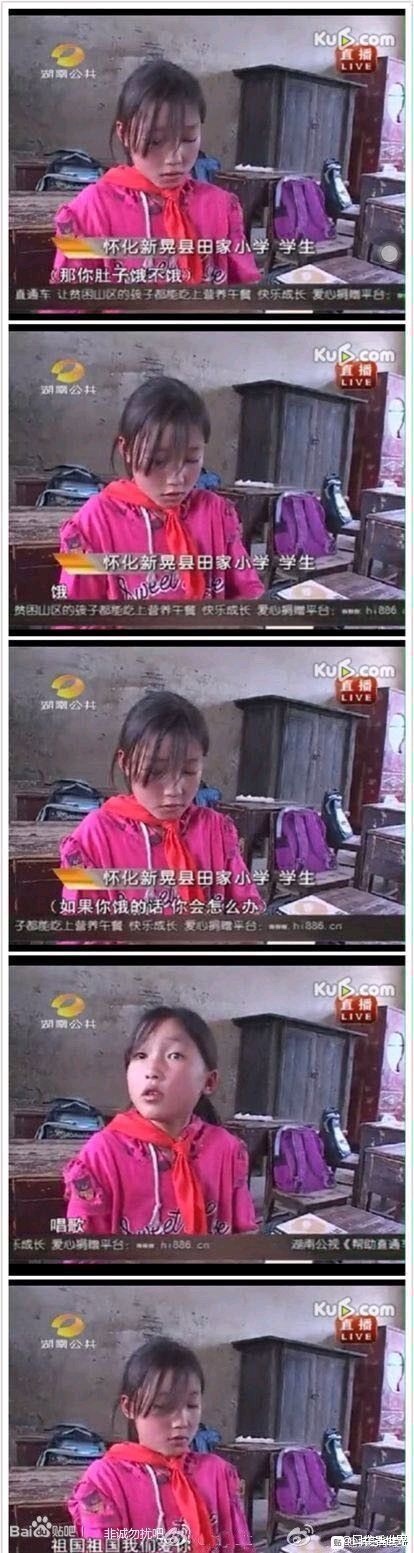 Ku6.com
湖南公共
直播
LIVE
怀化新晃县田家小学 学生
(那你肚子饿不饿)
直通车 让贫困山区的孩子都能吃上营养午餐 快乐成长 爱心捐赠平台:
Ku6.com
湖南公共
直播
LIVE
怀化新晃县田家小学 学生
饿
贫困山区的孩子都能吃上营养午餐 快乐成长 爱心捐赠平台: www.hi886.
Ku6.com
湖南公共
直播
LIVE
怀化新晃县田家小学 学生
(如果你饿的话 你会怎么办)
子都能吃上营养午餐 快乐成长 爱心捐赠平台: www.hi886.cn
Ku6.com
湖南公共
直播
LIVE
唱歌
乐成长 爱心捐赠平台: www.hi886.cn
湖南公视《帮助直通车
Ku6.com
湖南公共
直播
LIVE
Baidu贴吧
非诚勿扰吧
祖国祖国我们爱你